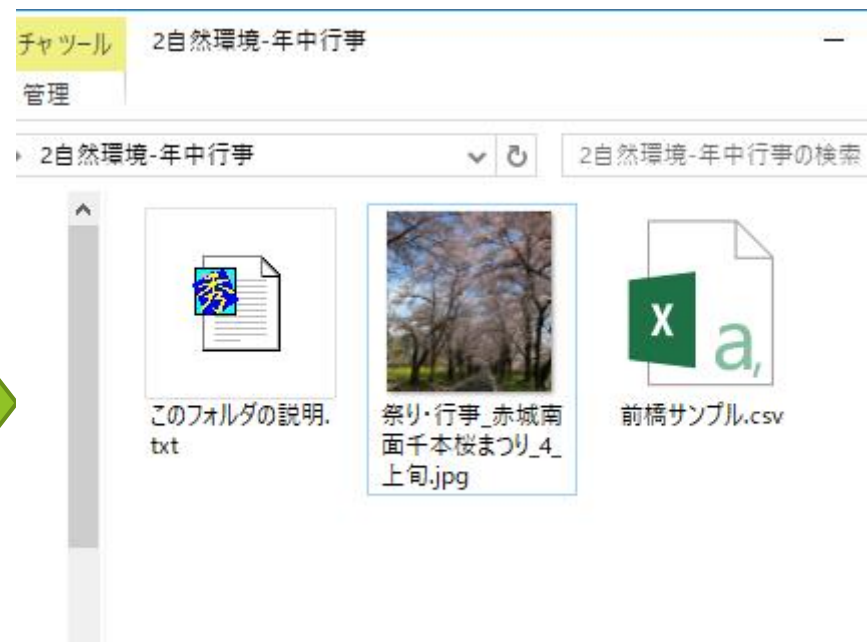 チャ ツール
2自然環境-年中行事
管理
2自然環境-年中行事
2自然環境-年中行事の検索
秀
X
a,
このフォルダの説明.
txt
祭り・行事_赤城南
面千本桜まつり_4_
上旬.jpg
前橋サンプル.csv